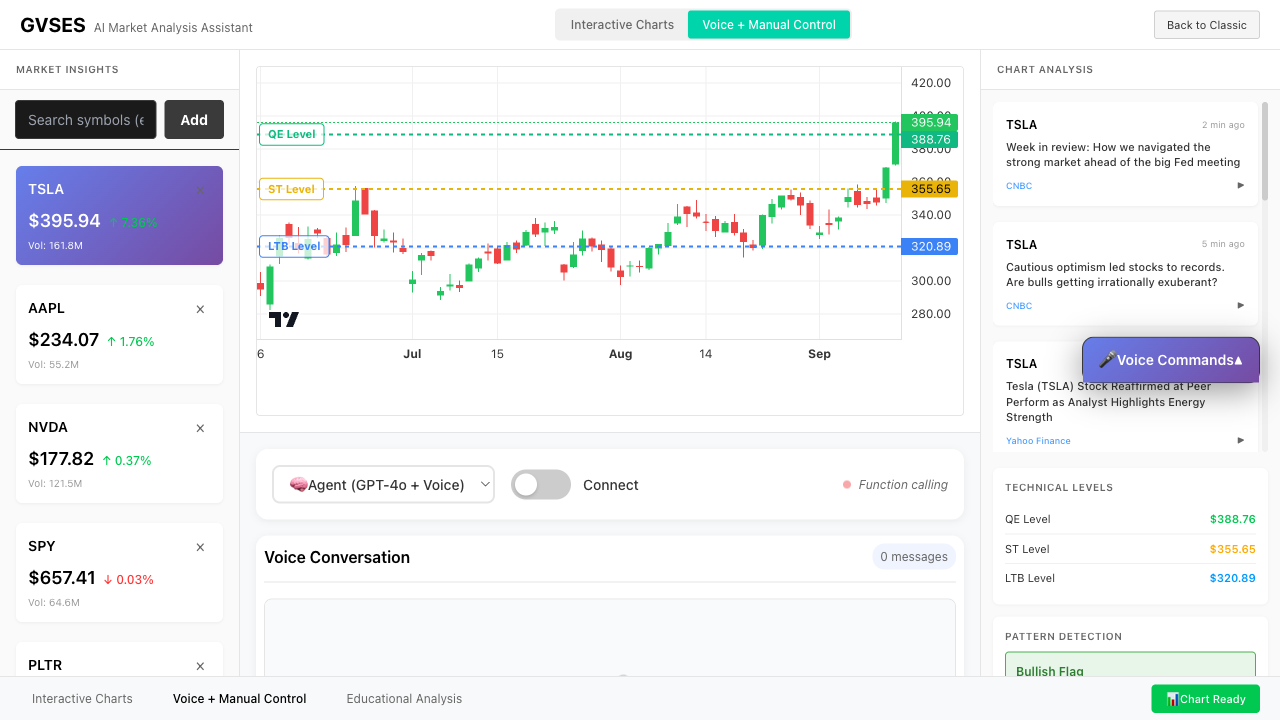 GVSES AI Market Analysis Assistant
Interactive Charts
Voice + Manual Control
Back to Classic
MARKET INSIGHTS
Search symbols (e
Add
TSLA
$395.94 ↑ 7.36%
Vol: 161.8M
AAPL ×
$234.07 ↑ 1.76%
Vol: 55.2M
NVDA ×
$177.82 ↑ 0.37%
Vol: 121.5M
SPY ×
$657.41 ↓ 0.03%
Vol: 64.6M
PLTR ×
QE Level
ST Level
LTB Level
420.00
395.94
388.76
380.00
355.65
340.00
320.89
300.00
280.00
6 Jul 15 Aug 14 Sep
🧠Agent (GPT-4o + Voice)
Connect
Function calling
Voice Conversation
0 messages
CHART ANALYSIS
TSLA 2 min ago
Week in review: How we navigated the
strong market ahead of the big Fed meeting
CNBC ▶
TSLA 5 min ago
Cautious optimism led stocks to records.
Are bulls getting irrationally exuberant?
CNBC ▶
🎤Voice Commands▲
TSLA
Tesla (TSLA) Stock Reaffirmed at Peer
Perform as Analyst Highlights Energy
Strength
Yahoo Finance ▶
TECHNICAL LEVELS
QE Level $388.76
ST Level $355.65
LTB Level $320.89
PATTERN DETECTION
Bullish Flag
Interactive Charts
Voice + Manual Control
Educational Analysis
📊Chart Ready